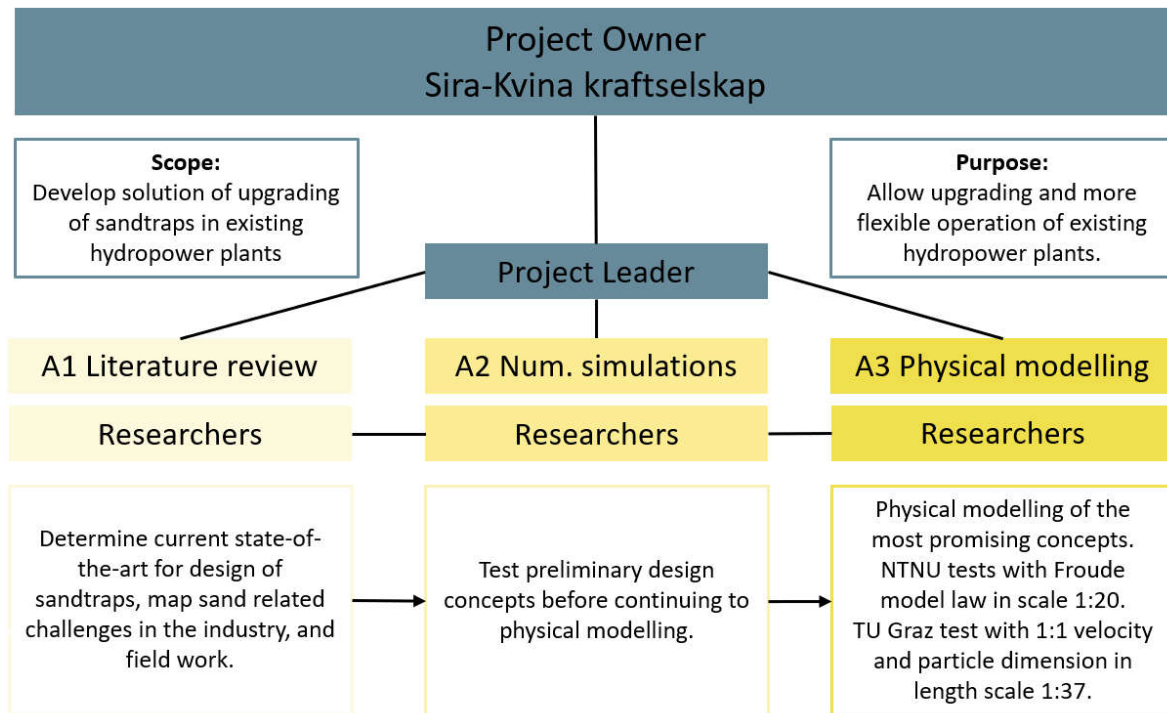 Project Owner
Sira-Kvina kraftselskap
Scope:
Develop solution of upgrading
of sandtraps in existing
hydropower plants
Purpose:
Allow upgrading and more
flexible operation of existing
hydropower plants.
Project Leader
A1 Literature review
A2 Num. simulations
A3 Physical modelling
Researchers
Researchers
Researchers
Determine current state-of-
the-art for design of
sandtraps, map sand related
challenges in the industry, and
field work.
Test preliminary design
concepts before continuing to
physical modelling.
Physical modelling of the
most promising concepts.
NTNU tests with Froude
model law in scale 1:20.
TU Graz test with 1:1 velocity
and particle dimension in
length scale 1:37.